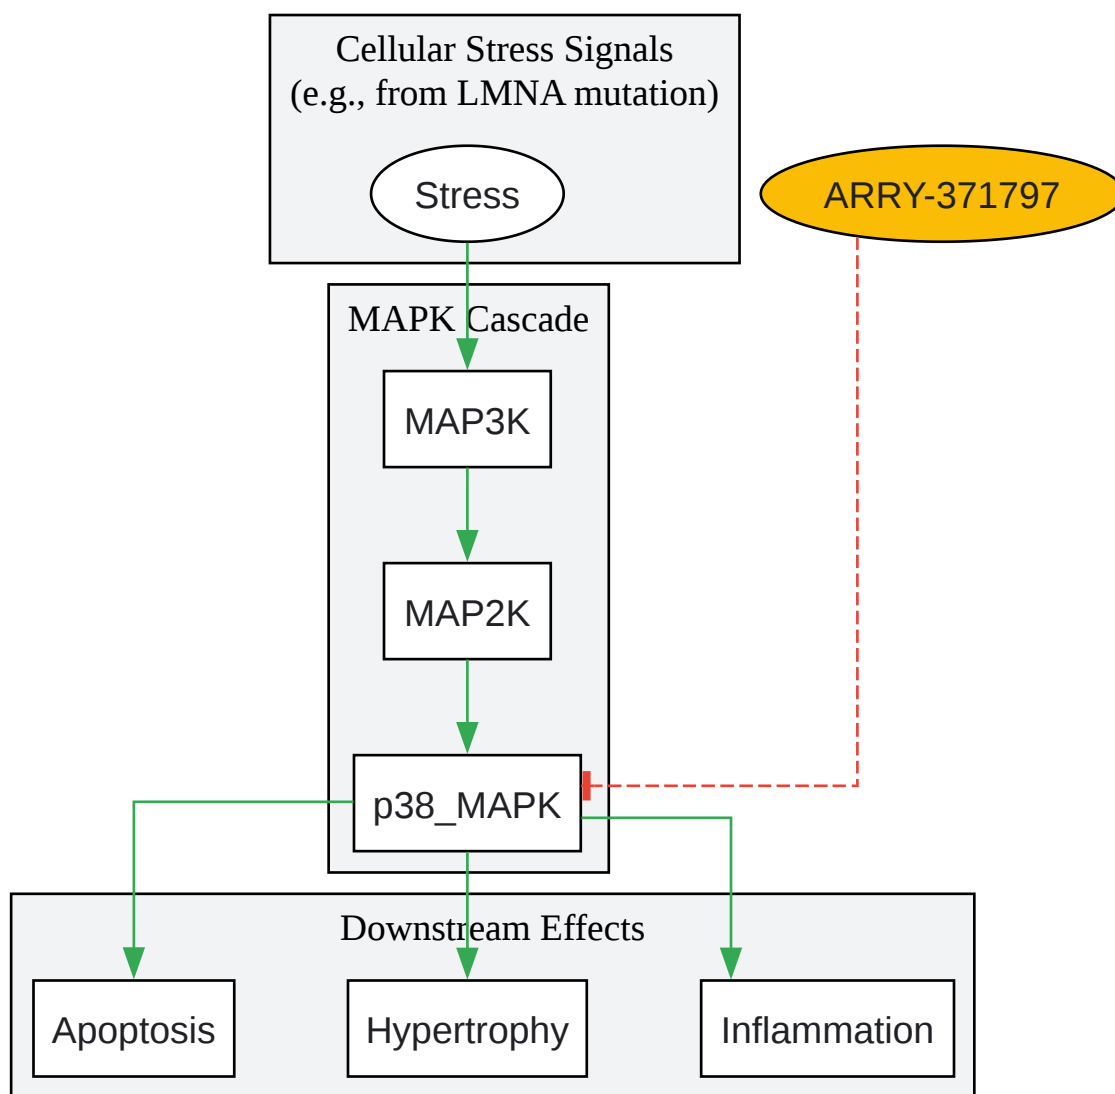 Cellular Stress Signals
(e.g., from LMNA mutation)
Stress
ARRY-371797
MAPK Cascade
MAP3K
MAP2K
p38_MAPK
Downstream Effects
Apoptosis
Hypertrophy
Inflammation